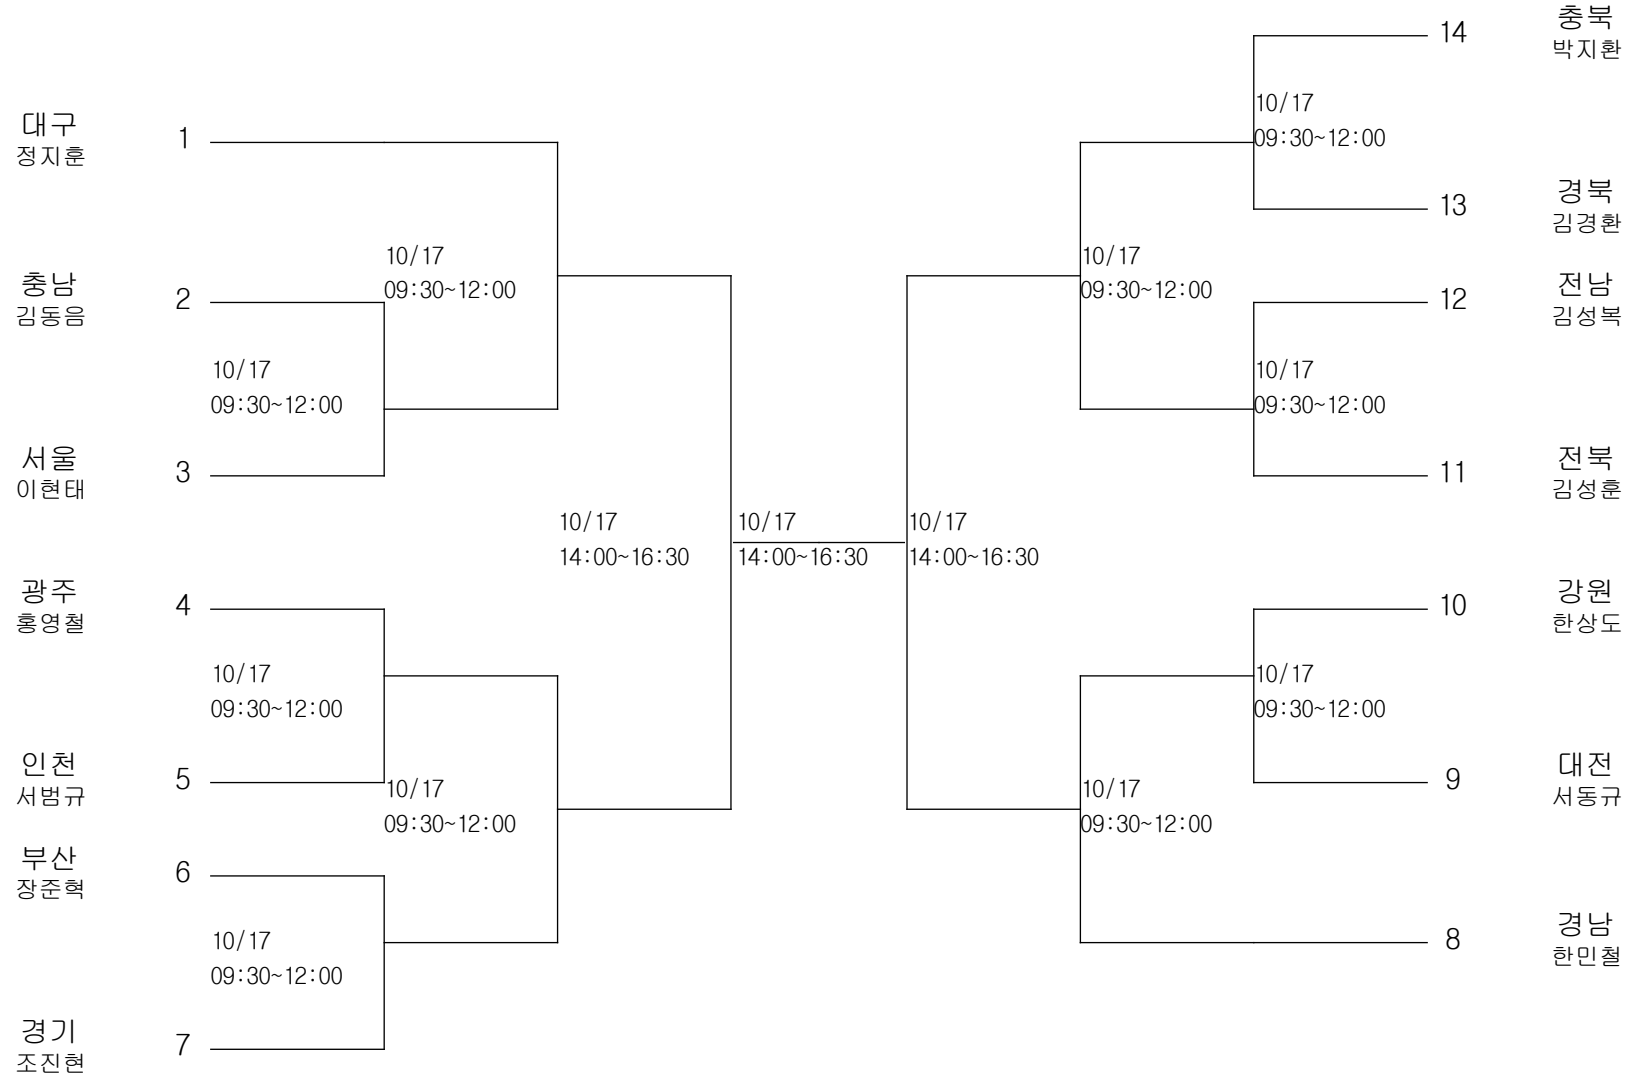 충북
14
박지환
10/17
09:30~12:00
대구
1
정지훈
경북
13
김경환
10/17
09:30~12:00
10/17
09:30~12:00
충남
2
김동음
전남
12
김성복
10/17
09:30~12:00
10/17
09:30~12:00
서울
3
이현태
전북
11
김성훈
10/17
14:00~16:30
10/17
14:00~16:30
10/17
14:00~16:30
광주
4
홍영철
강원
10
한상도
10/17
09:30~12:00
10/17
09:30~12:00
인천
5
서범규
대전
9
서동규
10/17
09:30~12:00
10/17
09:30~12:00
부산
6
장준혁
경남
8
한민철
10/17
09:30~12:00
경기
7
조진현